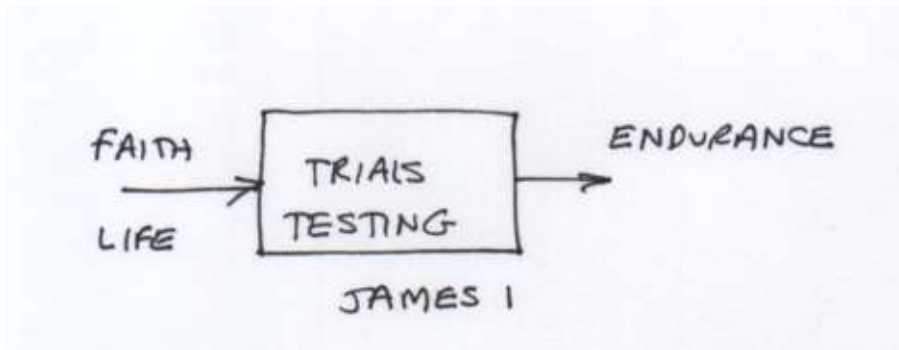 FAITH
LIFE
TRIALS
TESTING
ENDURANCE
JAMES 1